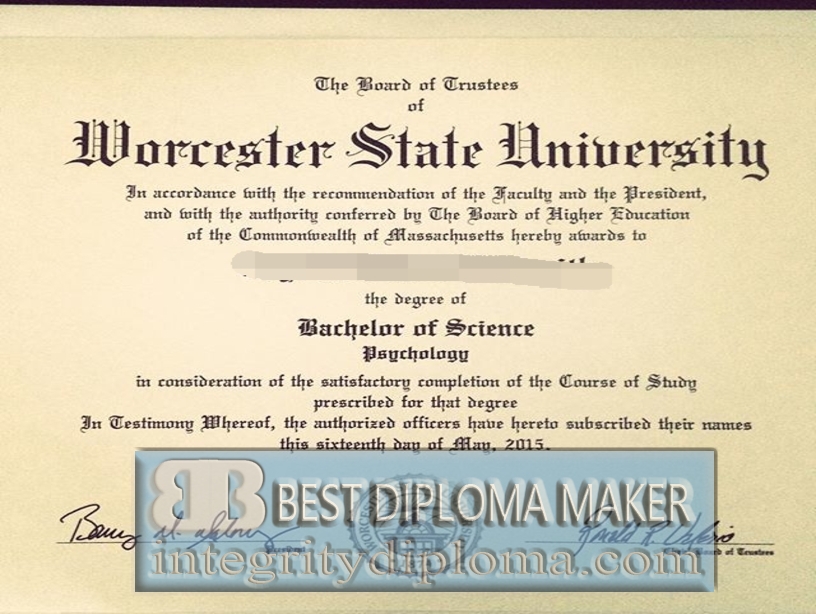 The Board of Trustees
of
Worcester State University
In accordance with the recommendation of the Faculty and the President,
and with the authority conferred by The Board of Higher Education
of the Commonwealth of Massachusetts hereby awards to
the degree of
Bachelor of Science
Psychology
in consideration of the satisfactory completion of the Course of Study
prescribed for that degree
In Testimony Whereof, the authorized officers have hereto subscribed their names
this sixteenth day of May, 2015.
BEST DIPLOMA MAKER
integritydiploma.com
Board of Trustees